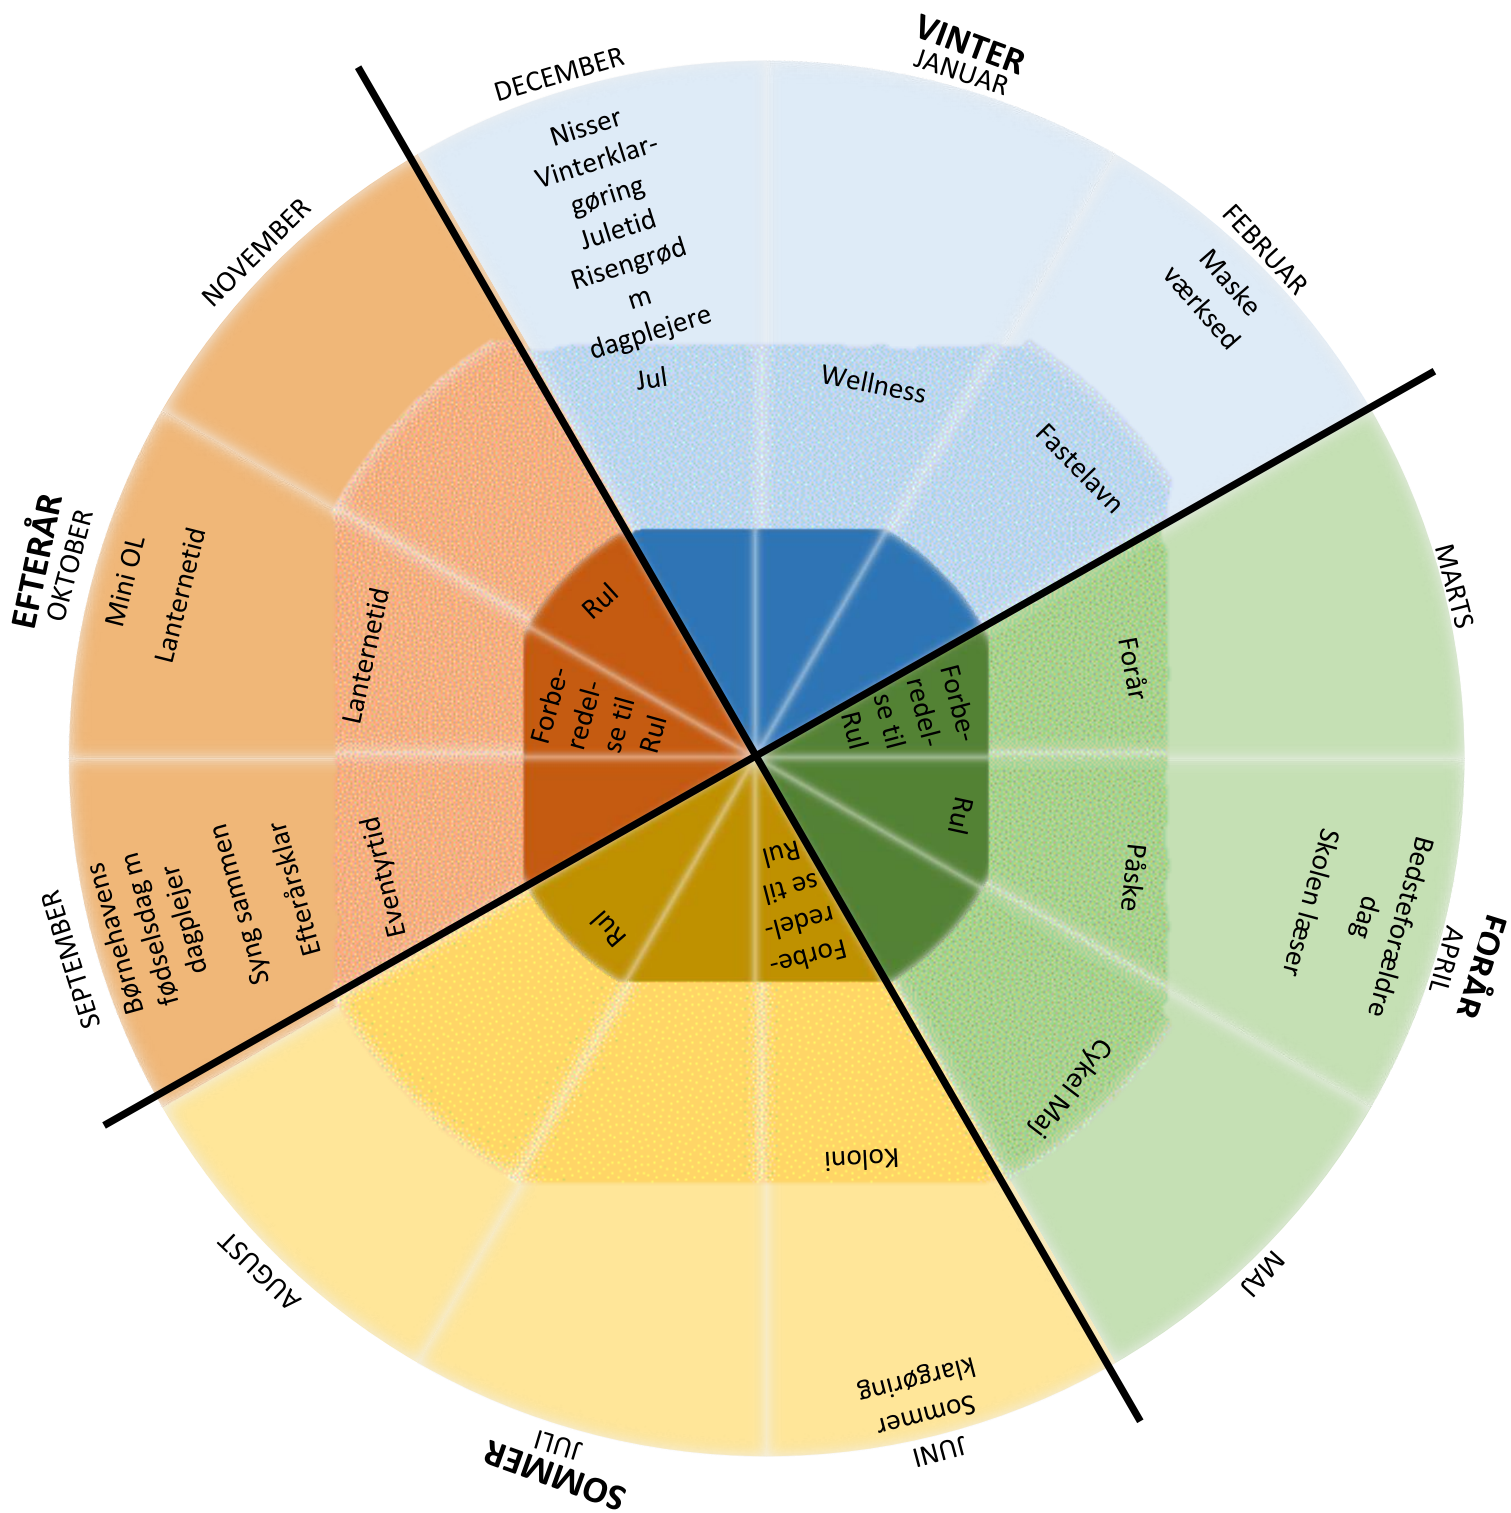 VINTER
JANUAR
Wellness
FEBRUAR
Maske
værksed
Fastelavn
MARTS
Forår
Forbe-
redel-
se til
Rul
FORÅR
APRIL
Bedsteforældre
dag
Skolen læser
Påske
Rul
MAJ
Cykel Maj
JUNI
Sommer
klargøring
Koloni
Forbe-
redel-
se til
Rul
SOMMER
JULI
AUGUST
Rul
SEPTEMBER
Børnehavens
fødselsdag m
dagplejer
Syng sammen
Efterårsklar
Eventyrtid
EFTERÅR
OKTOBER
Mini OL
Lanternetid
Lanternetid
Forbe-
redel-
se til
Rul
NOVEMBER
Rul
DECEMBER
Nisser
Vinterklar-
gøring
Juletid
Risengrød
m
dagplejere
Jul